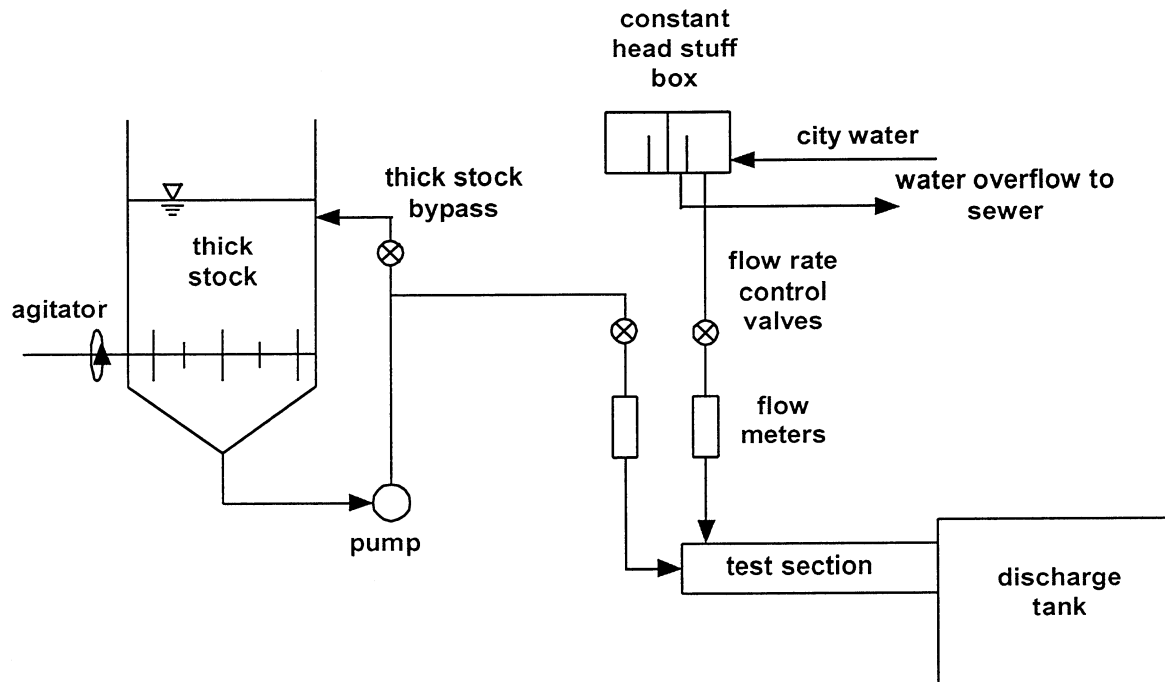 constant
head stuff
box
city water
water overflow to
sewer
thick stock
bypass
thick
stock
agitator
flow rate
control
valves
flow
meters
pump
test section
discharge
tank